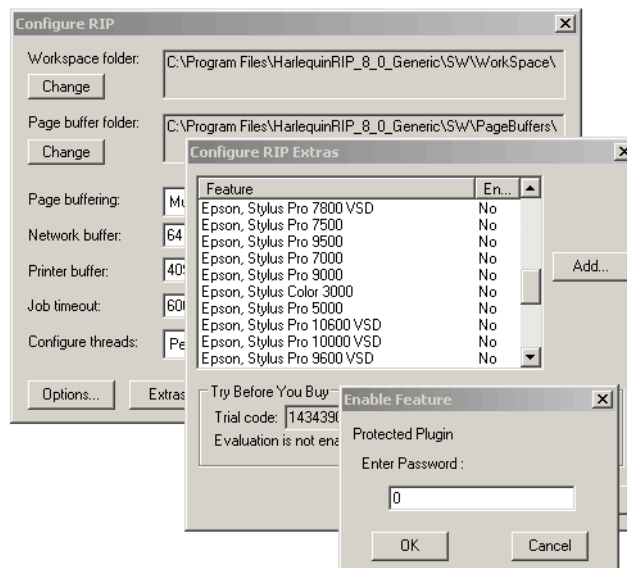 Configure RIP
Workspace folder:
C:\Program Files\HarlequinRIP_8_0_Generic\SW\WorkSpace\
Change
Page buffer folder:
C:\Program Files\HarlequinRIP_8_0_Generic\SW\PageBuffers\
Change
Page buffering:
Network buffer:
64
Printer buffer:
Job timeout:
Configure threads:
Options...
Extras
Configure RIP Extras
Feature En...
Epson, Stylus Pro 7800 VSD No
Epson, Stylus Pro 7500 No
Epson, Stylus Pro 9500 No
Epson, Stylus Pro 7000 No
Epson, Stylus Pro 9000 No
Epson, Stylus Color 3000 No
Epson, Stylus Pro 5000 No
Epson, Stylus Pro 10600 VSD No
Epson, Stylus Pro 10000 VSD No
Epson, Stylus Pro 9600 VSD No
Add...
Try Before You Buy
Trial code: 1434390
Evaluation is not ena
Enable Feature
Protected Plugin
Enter Password :
0
OK Cancel